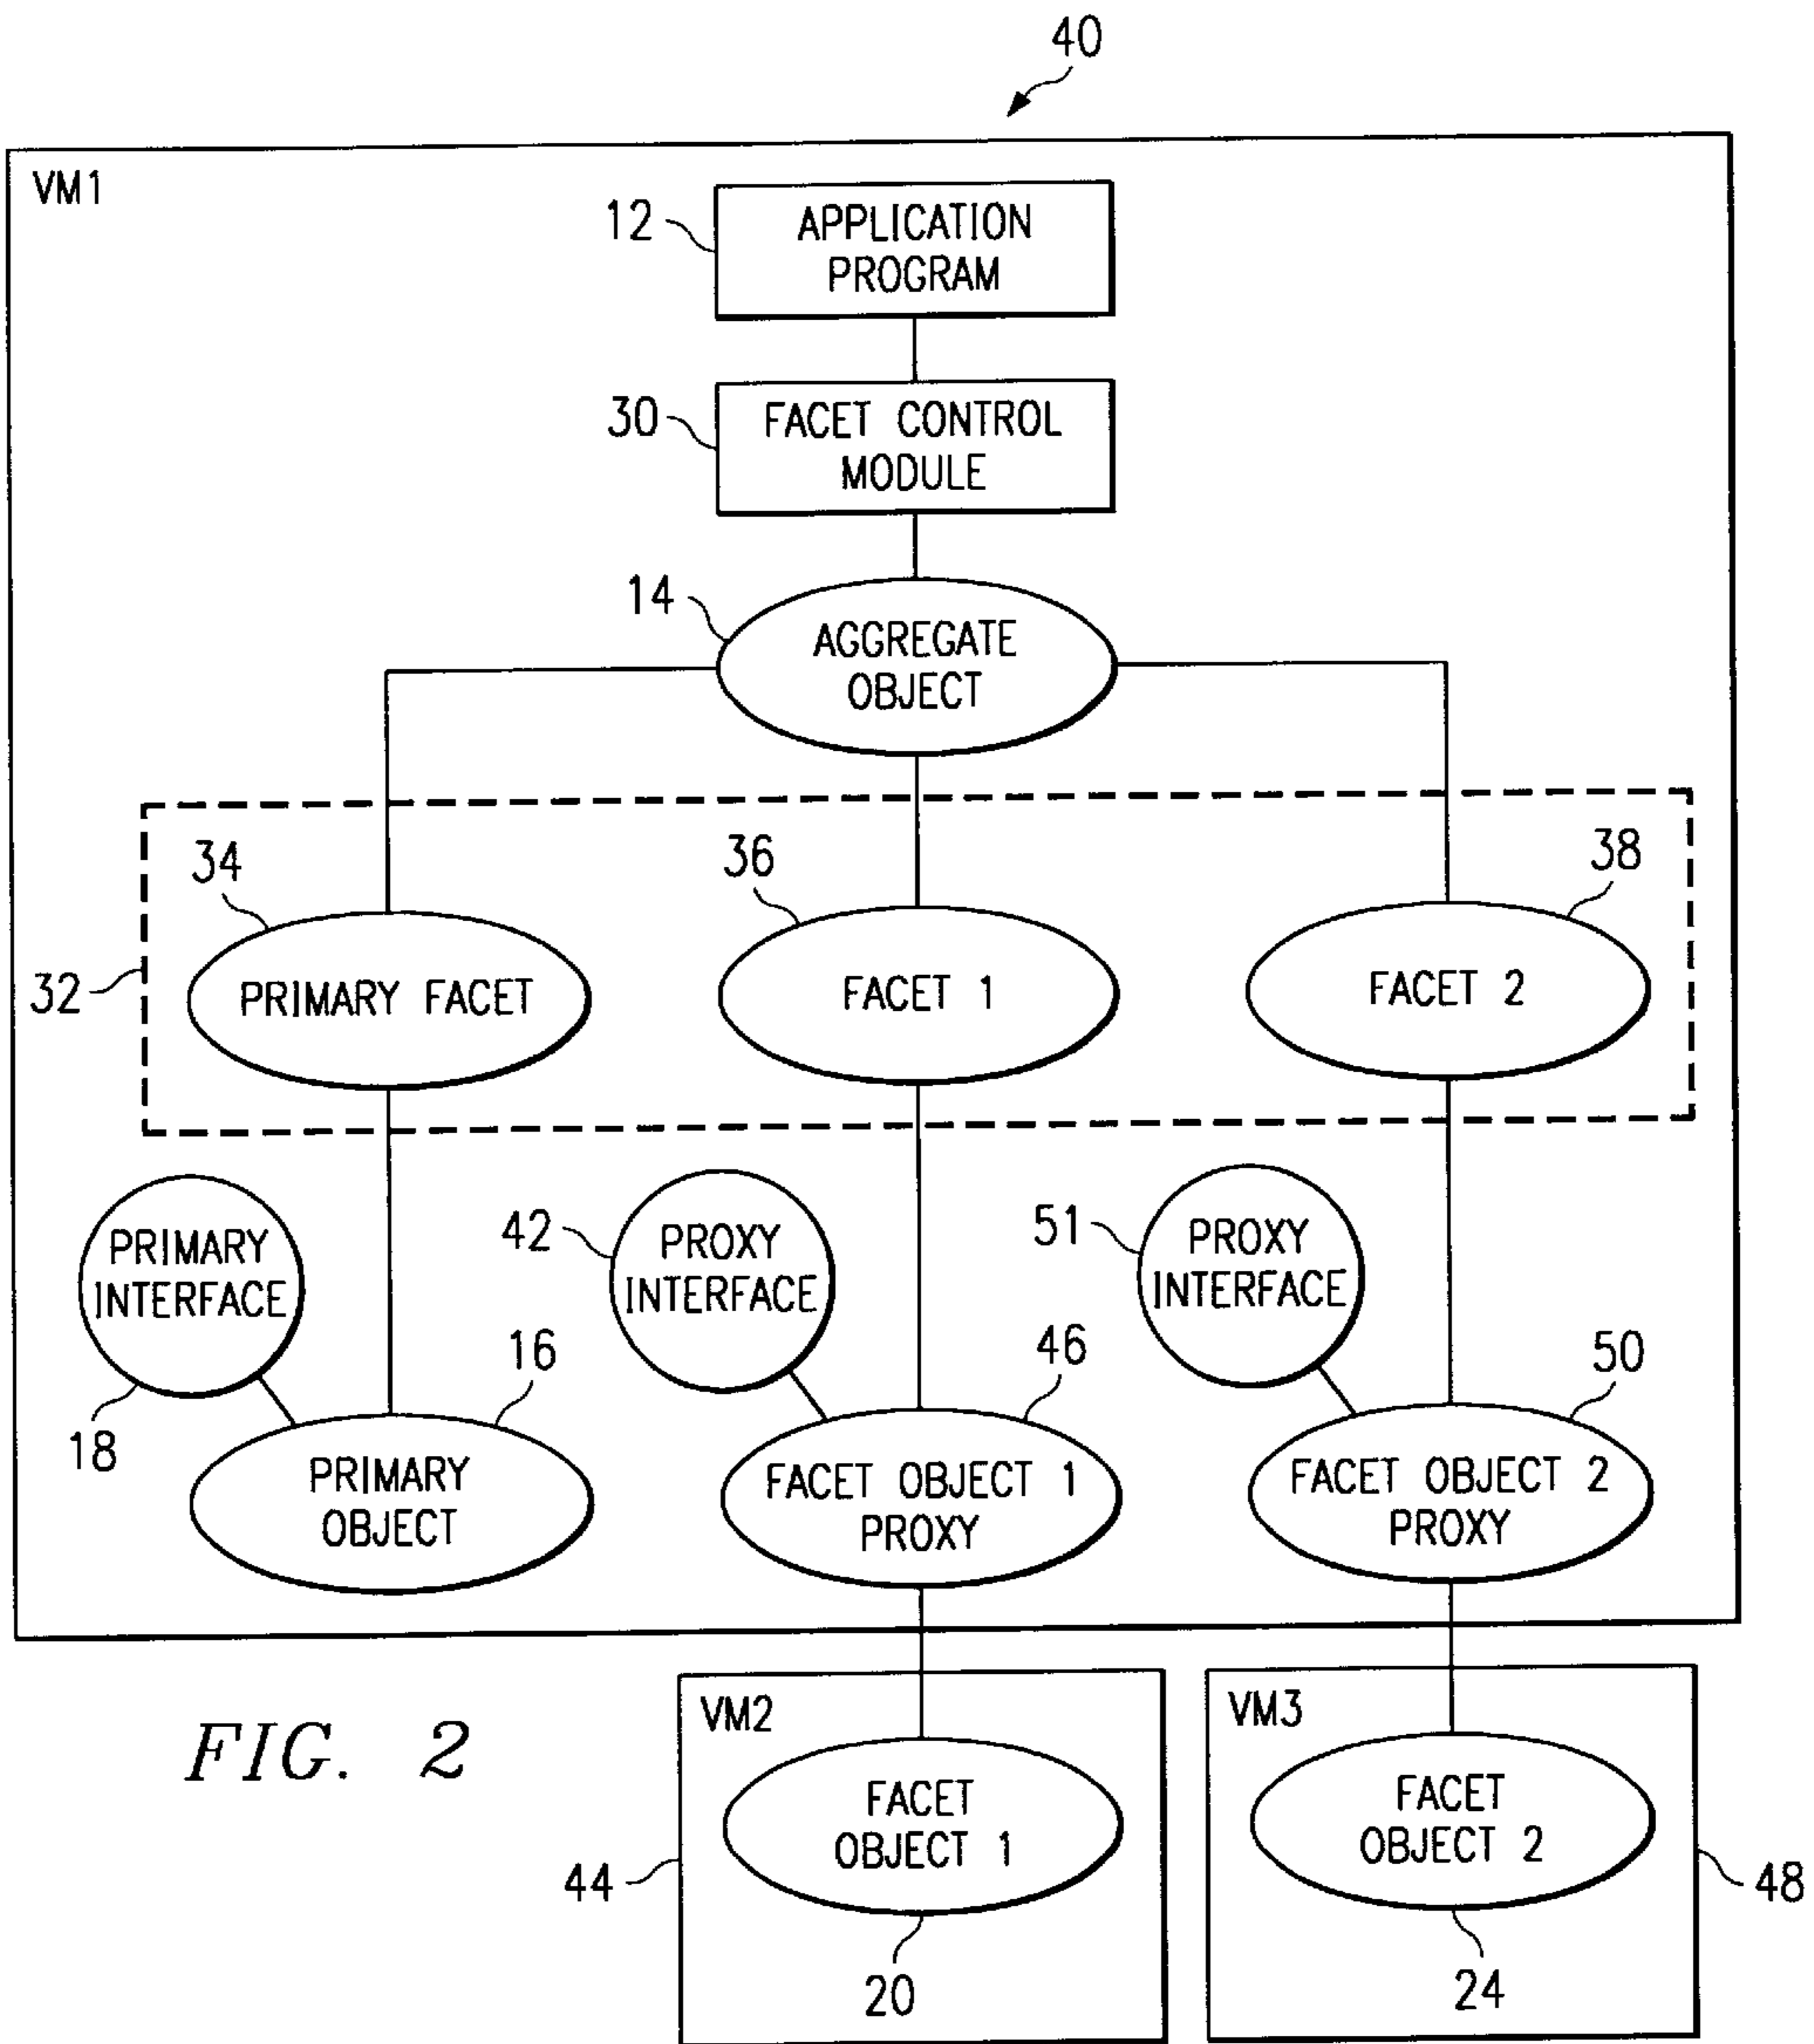 40
VM1
12
APPLICATION
PROGRAM
30
FACET CONTROL
MODULE
14
AGGREGATE
OBJECT
34
36
38
32
PRIMARY FACET
FACET 1
FACET 2
PRIMARY
INTERFACE
18
42
PROXY
INTERFACE
51
PROXY
INTERFACE
16
46
50
PRIMARY
OBJECT
FACET OBJECT 1
PROXY
FACET OBJECT 2
PROXY
FIG. 2
VM2
VM3
FACET
OBJECT 1
FACET
OBJECT 2
44
48
20
24